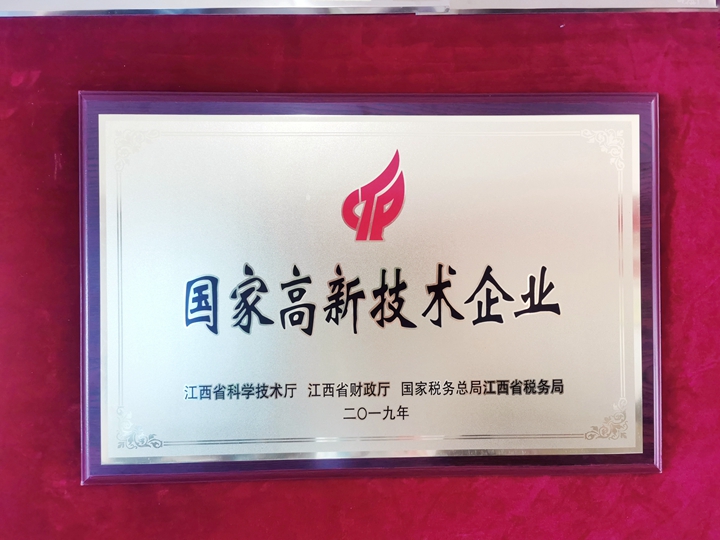 CTP
国家高新技术企业
江西省科学技术厅 江西省财政厅 国家税务总局江西省税务局
二〇一九年